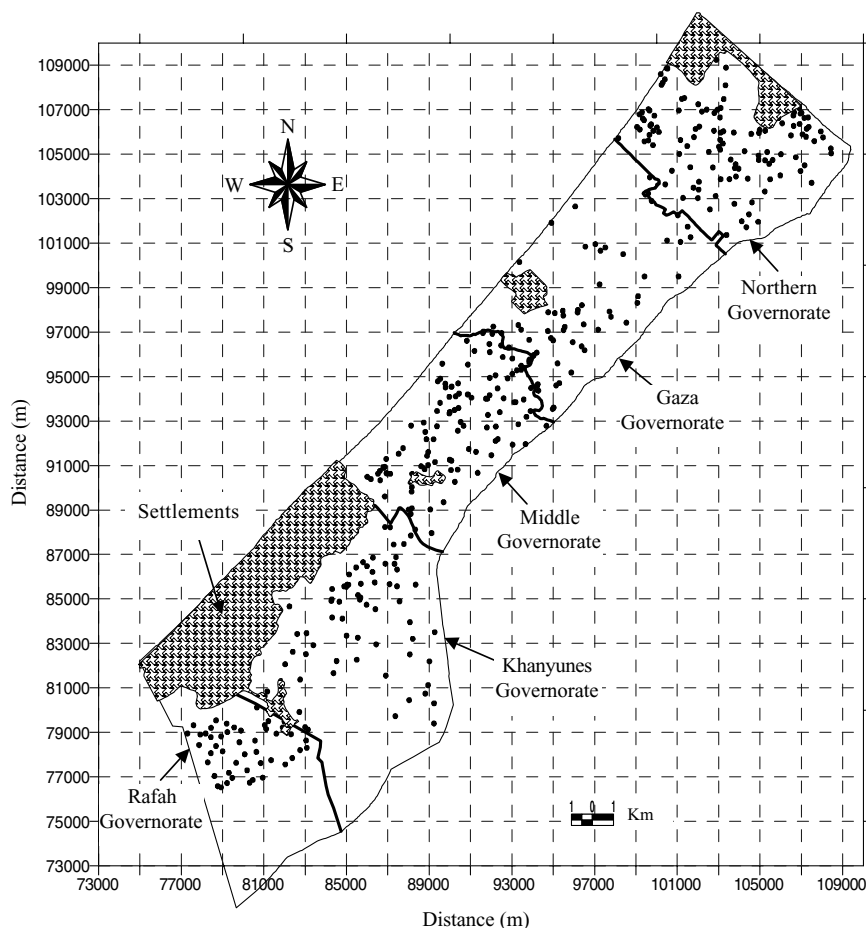 109000
107000
N
105000
W
E
103000
S
101000
Northern
Governorate
99000
97000
Gaza
Governorate
95000
93000
Distance (m)
91000
Settlements
Middle
Governorate
89000
87000
85000
83000
Khanyunes
Governorate
81000
79000
77000
Rafah
Governorate
1 0 1
Km
75000
73000
73000 77000 81000 85000 89000 93000 97000 101000 105000 109000
Distance (m)